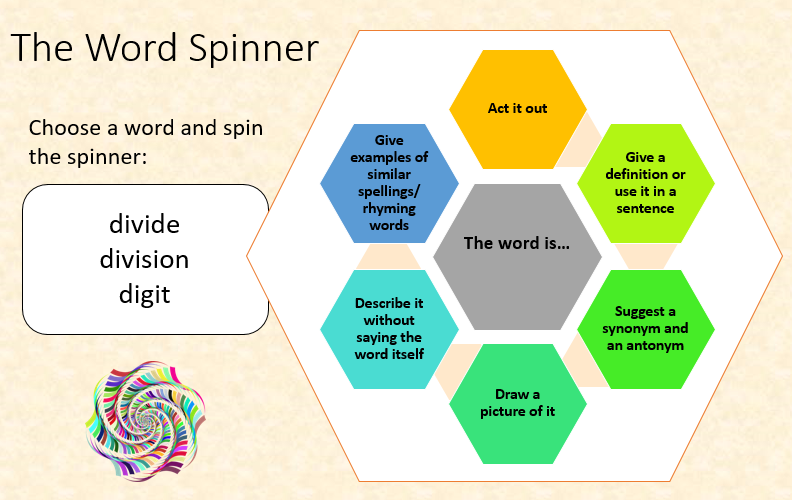 The Word Spinner
Choose a word and spin
the spinner:
divide
division
digit
Act it out
Give a
definition or
use it in a
sentence
Suggest a
synonym and
an antonym
Draw a
picture of it
Describe it
without
saying the
word itself
Give
examples of
similar
spellings/
rhyming
words
The word is...